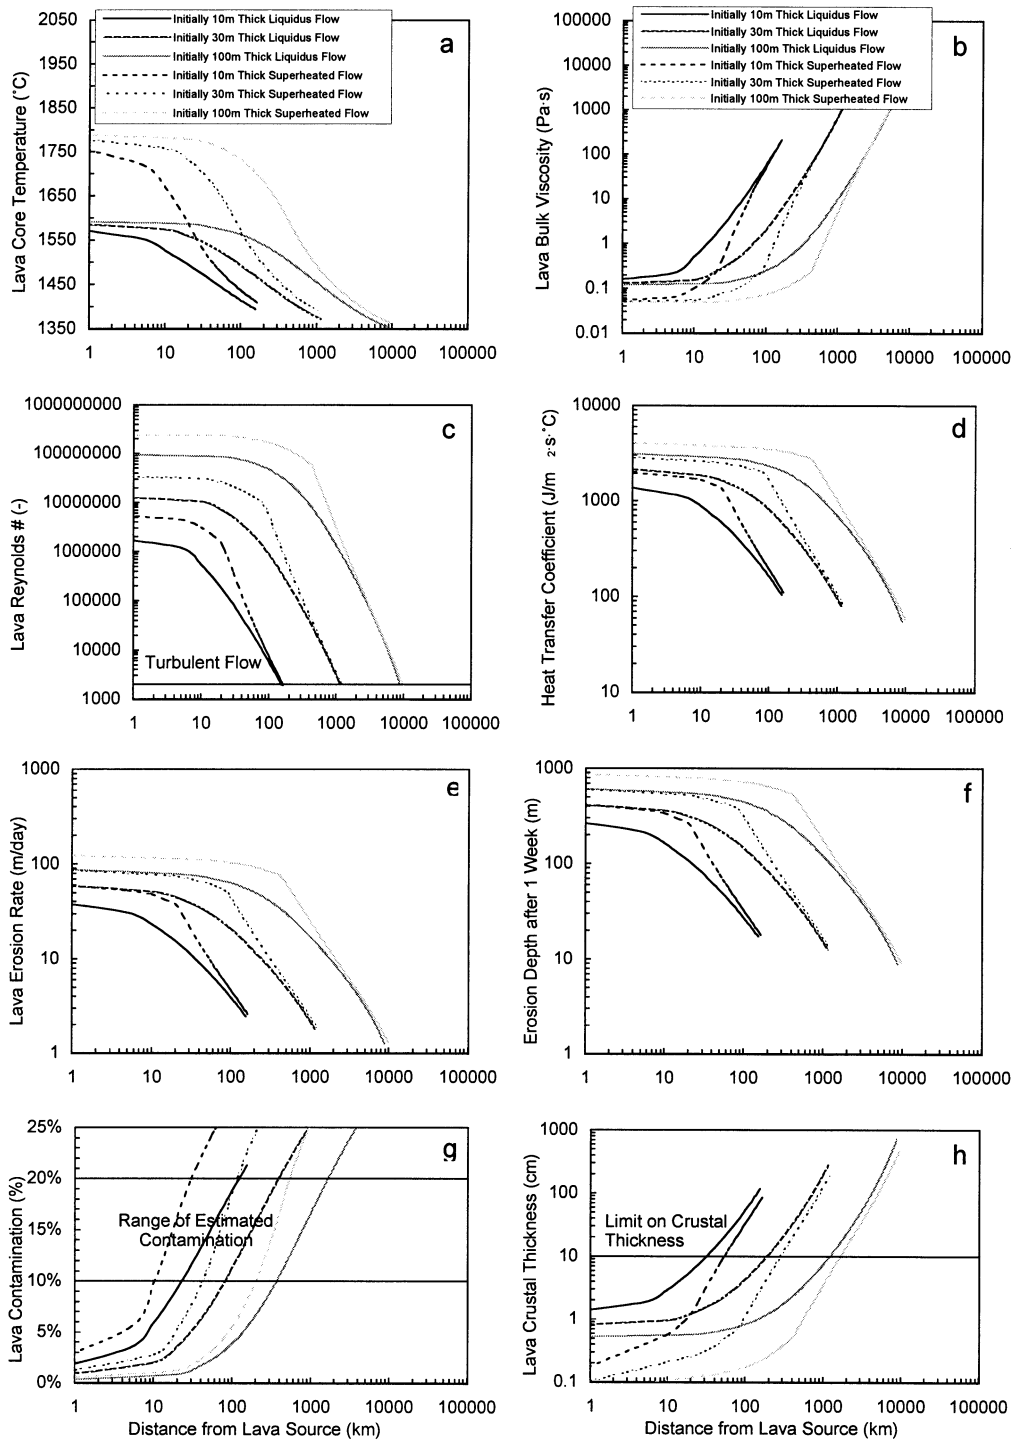 2050
1950
1850
1750
1650
1550
1450
1350
Lava Core Temperature (°C)
Initially 10m Thick Liquidus Flow
Initially 30m Thick Liquidus Flow
Initially 100m Thick Liquidus Flow
Initially 10m Thick Superheated Flow
Initially 30m Thick Superheated Flow
Initially 100m Thick Superheated Flow
a
1 10 100 1000 10000 100000
100000
10000
1000
100
10
1
0.1
0.01
Lava Bulk Viscosity (Pa·s)
Initially 10m Thick Liquidus Flow
Initially 30m Thick Liquidus Flow
Initially 100m Thick Liquidus Flow
Initially 10m Thick Superheated Flow
Initially 30m Thick Superheated Flow
Initially 100m Thick Superheated Flow
b
1 10 100 1000 10000 100000
1000000000
100000000
10000000
1000000
100000
10000
1000
Lava Reynolds # (-)
c
Turbulent Flow
1 10 100 1000 10000 100000
10000
1000
100
10
Heat Transfer Coefficient (J/m 2·s·°C)
d
1 10 100 1000 10000 100000
1000
100
10
1
Lava Erosion Rate (m/day)
e
1 10 100 1000 10000 100000
1000
100
10
1
Erosion Depth after 1 Week (m)
f
1 10 100 1000 10000 100000
25%
20%
15%
10%
5%
0%
Lava Contamination (%)
g
Range of Estimated
Contamination
1 10 100 1000 10000 100000
Distance from Lava Source (km)
1000
100
10
1
0.1
Lava Crustal Thickness (cm)
h
Limit on Crustal
Thickness
1 10 100 1000 10000 100000
Distance from Lava Source (km)